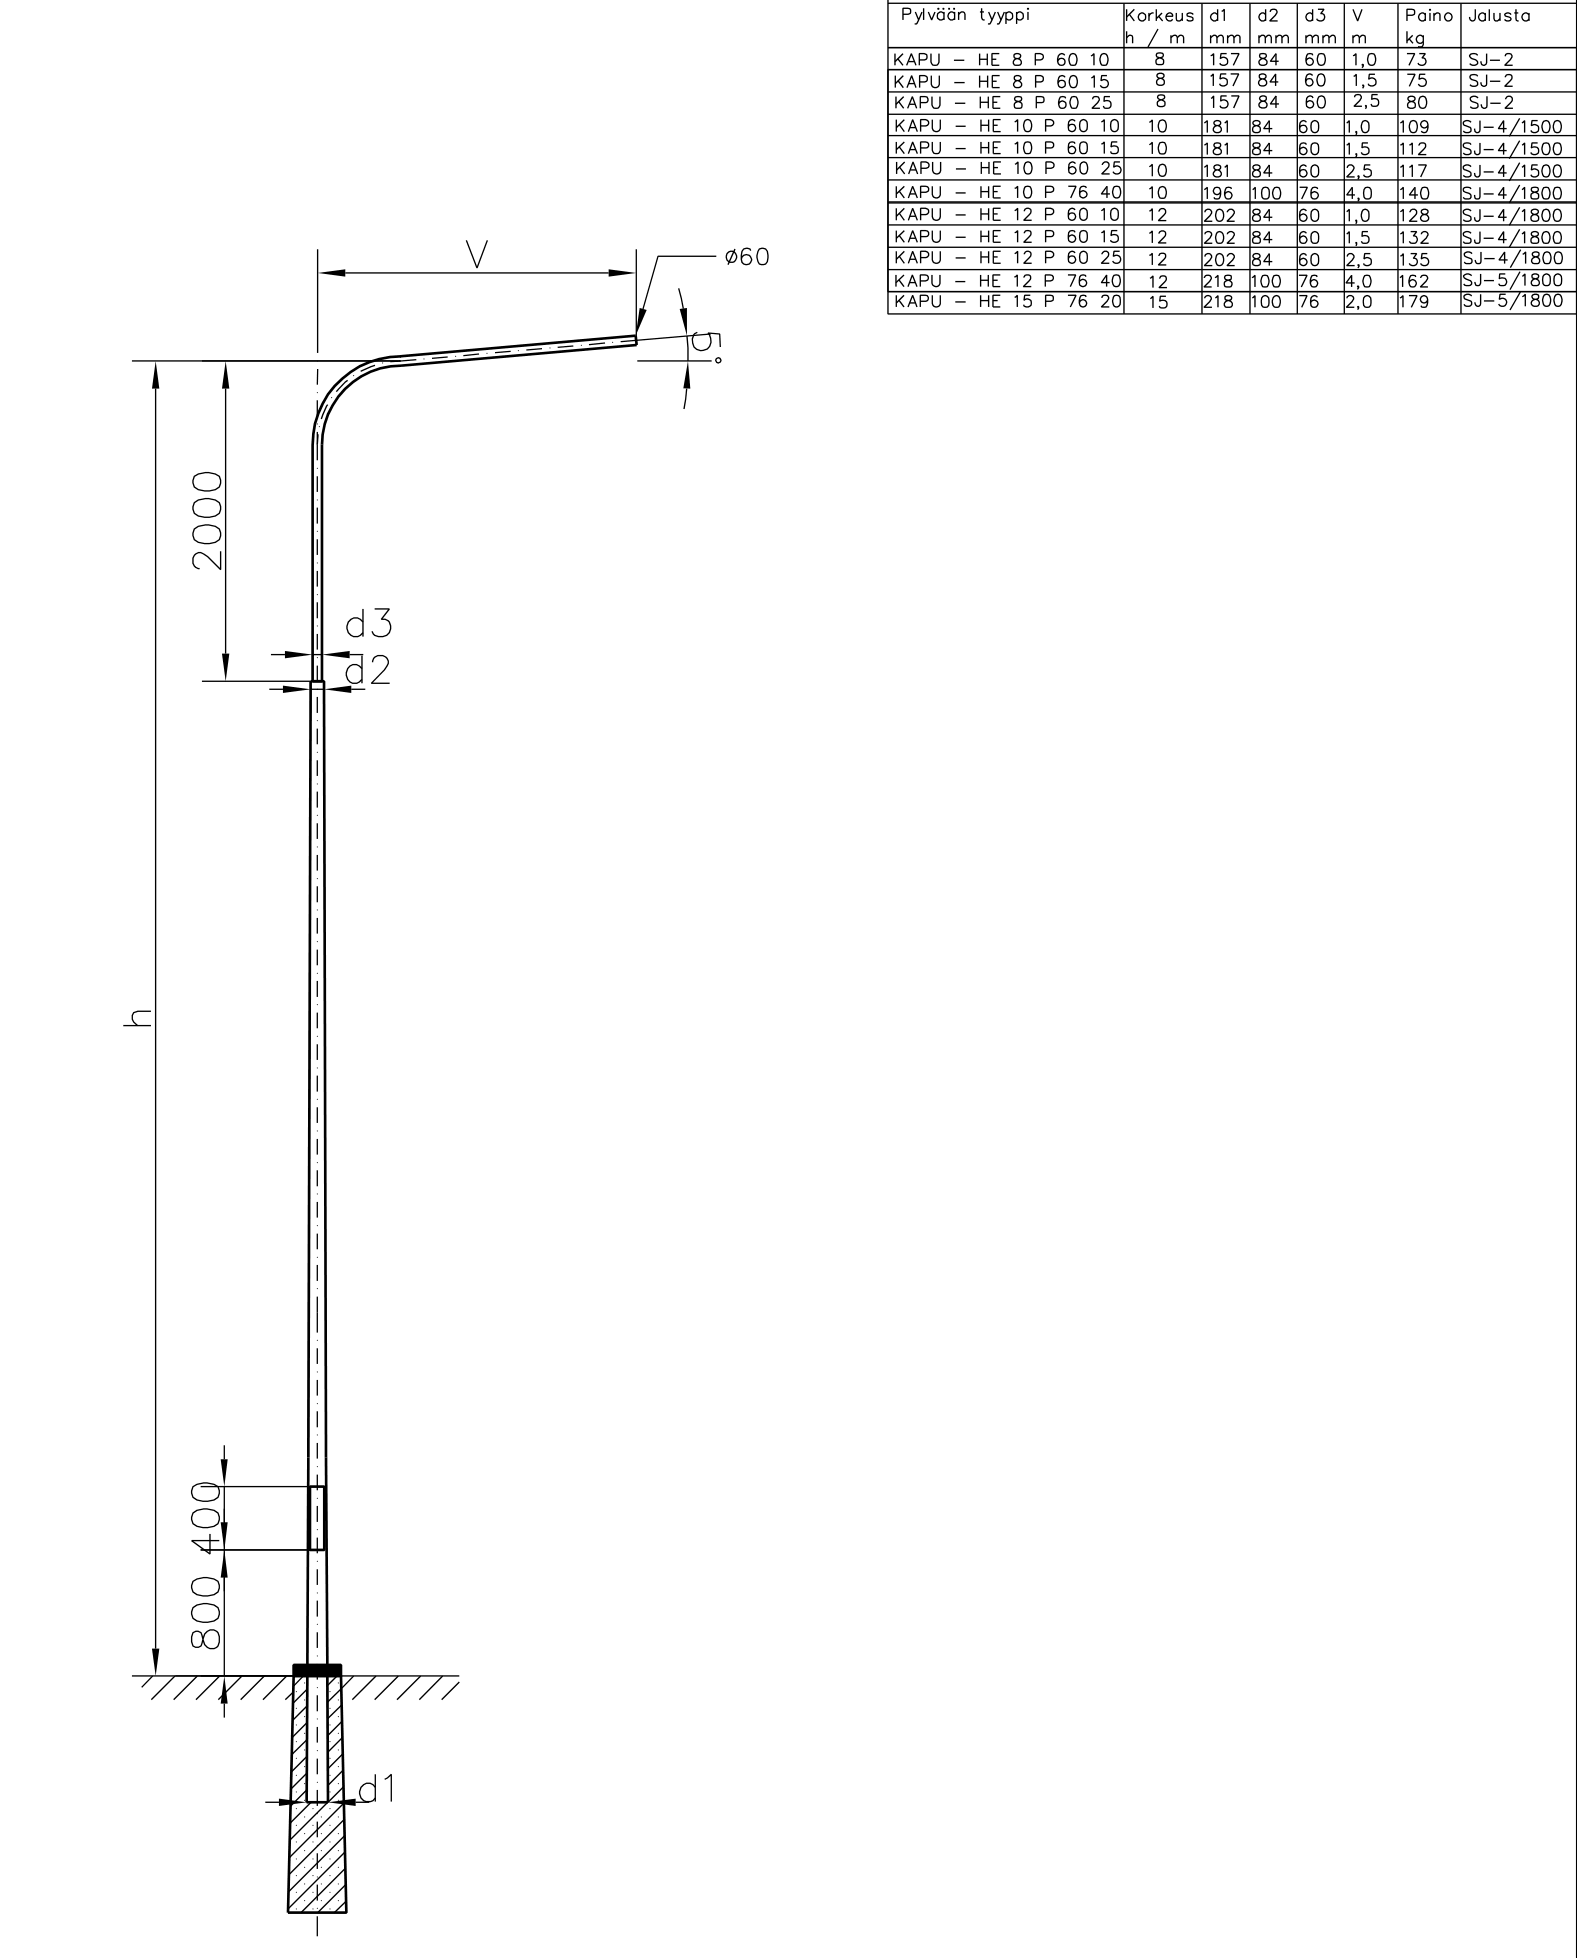 Pylvään tyyppi Korkeus d1 d2 d3 V Paino Jalusta
h / m mm mm mm m kg
KAPU – HE 8 P 60 10 8 157 84 60 1,0 73 SJ–2
KAPU – HE 8 P 60 15 8 157 84 60 1,5 75 SJ–2
KAPU – HE 8 P 60 25 8 157 84 60 2,5 80 SJ–2
KAPU – HE 10 P 60 10 10 181 84 60 1,0 109 SJ–4/1500
KAPU – HE 10 P 60 15 10 181 84 60 1,5 112 SJ–4/1500
KAPU – HE 10 P 60 25 10 181 84 60 2,5 117 SJ–4/1500
KAPU – HE 10 P 76 40 10 196 100 76 4,0 140 SJ–4/1800
KAPU – HE 12 P 60 10 12 202 84 60 1,0 128 SJ–4/1800
KAPU – HE 12 P 60 15 12 202 84 60 1,5 132 SJ–4/1800
KAPU – HE 12 P 60 25 12 202 84 60 2,5 135 SJ–4/1800
KAPU – HE 12 P 76 40 12 218 100 76 4,0 162 SJ–5/1800
KAPU – HE 15 P 76 20 15 218 100 76 2,0 179 SJ–5/1800
V
ø60
5°
2000
d3
d2
h
400
800
d1